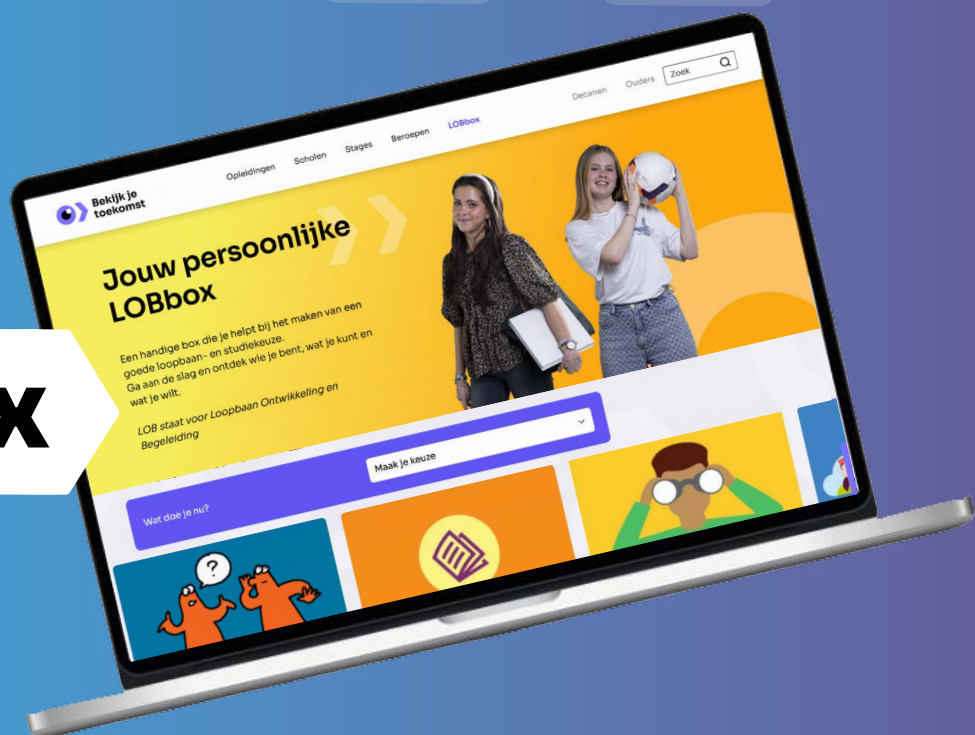 Bekijk je
toekomst
Opleidingen
Scholen
Stages
Beroepen
LOBbox
Decanen
Ouders
Zoek
Jouw persoonlijke
LOBbox
Een handige box die je helpt bij het maken van een
goede loopbaan- en studiekeuze.
Ga aan de slag en ontdek wie je bent, wat je kunt en
wat je wilt.
LOB staat voor Loopbaan Ontwikkeling en
Begeleiding
x
Wat doe je nu?
Maak je keuze
?